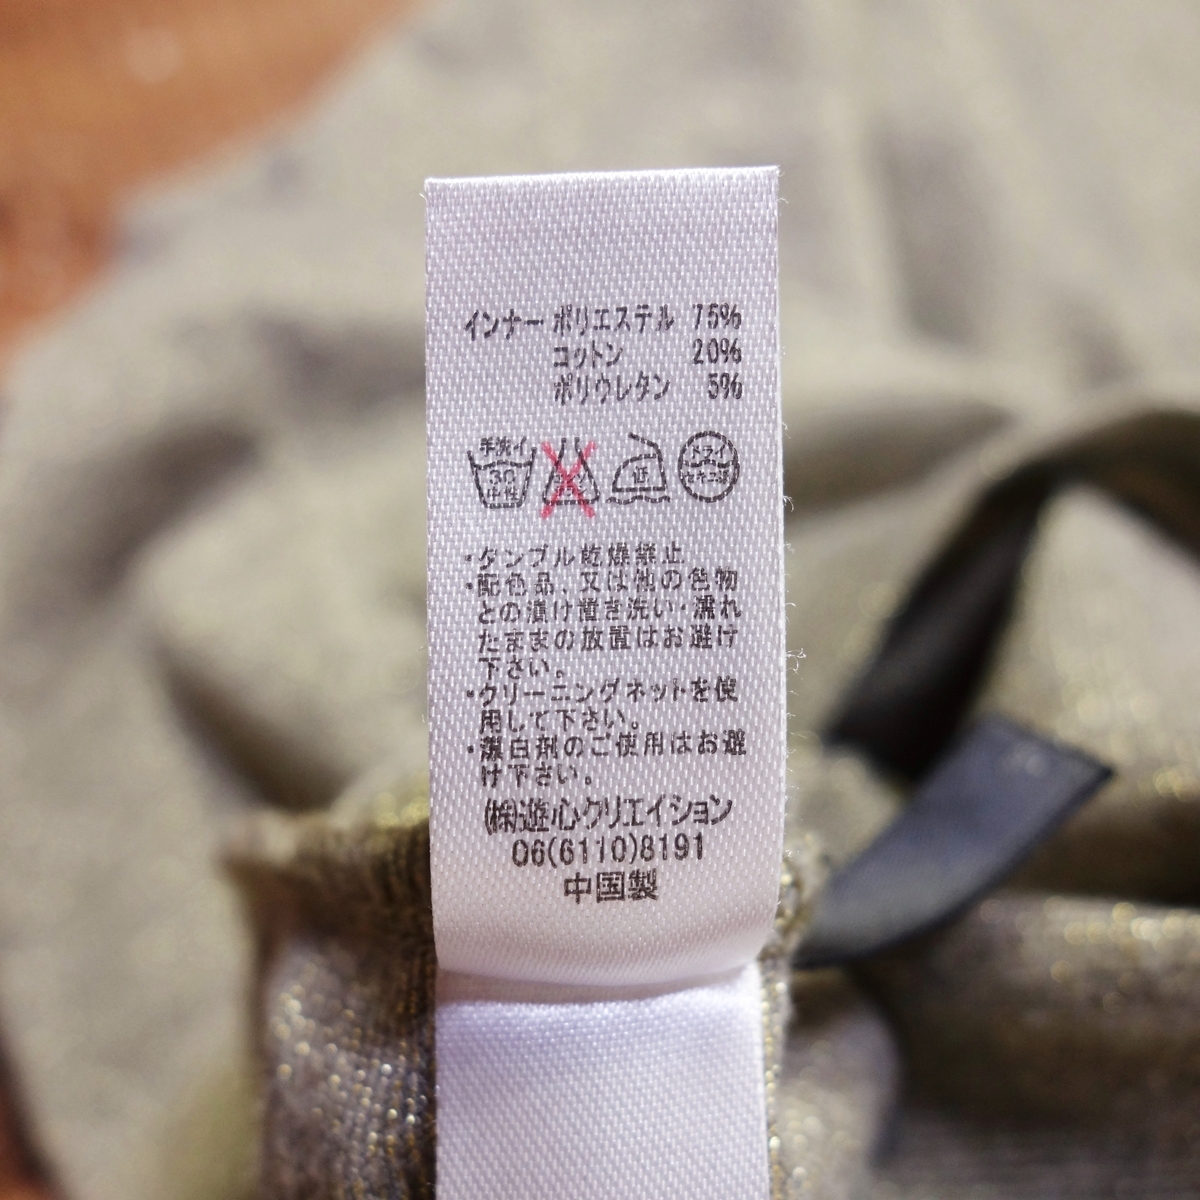 インナー ポリエステル 75%
コットン 20%
ポリウレタン 5%
手洗イ 30 中性
低
ドライ セキユ系
・タンブル乾燥禁止
・配色品、又は他の色物
との漬け置き洗い・濡れ
たままの放置はお避け
下さい。
・クリーニングネットを使
用して下さい。
・漂白剤のご使用はお避
け下さい。
(株)遊心クリエイション
06(6110)8191
中国製